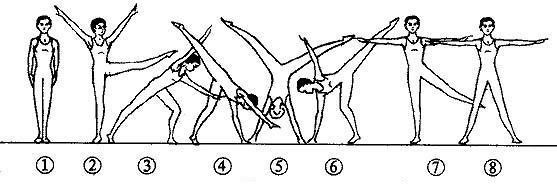 ① ② ③ ④ ⑤ ⑥ ⑦ ⑧